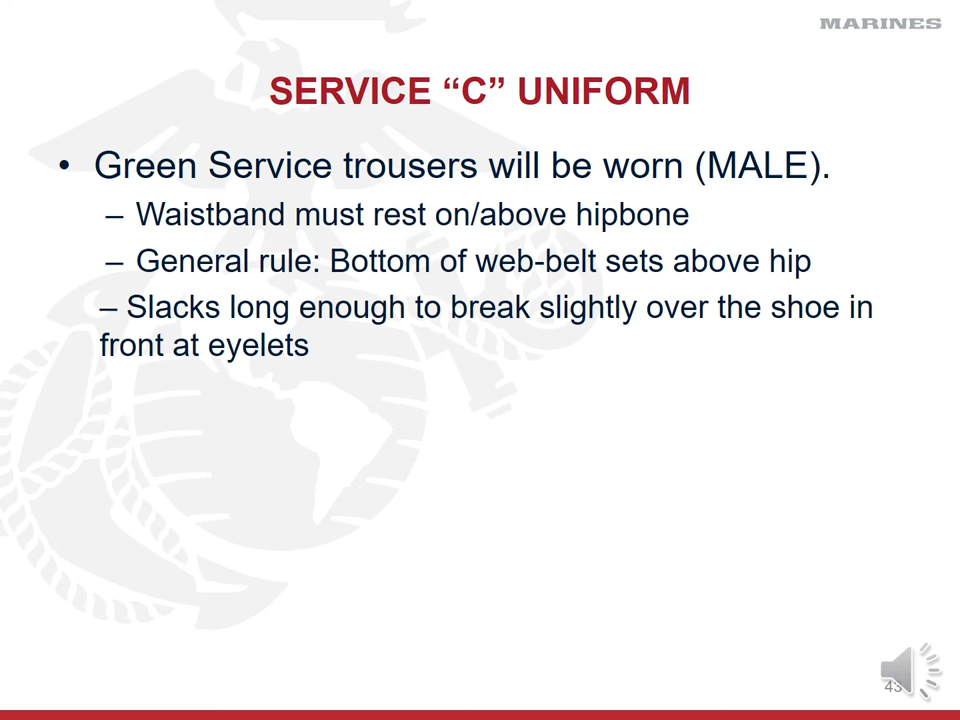 MARINES
SERVICE “C” UNIFORM
• Green Service trousers will be worn (MALE).
– Waistband must rest on/above hipbone
– General rule: Bottom of web-belt sets above hip
– Slacks long enough to break slightly over the shoe in
front at eyelets
43